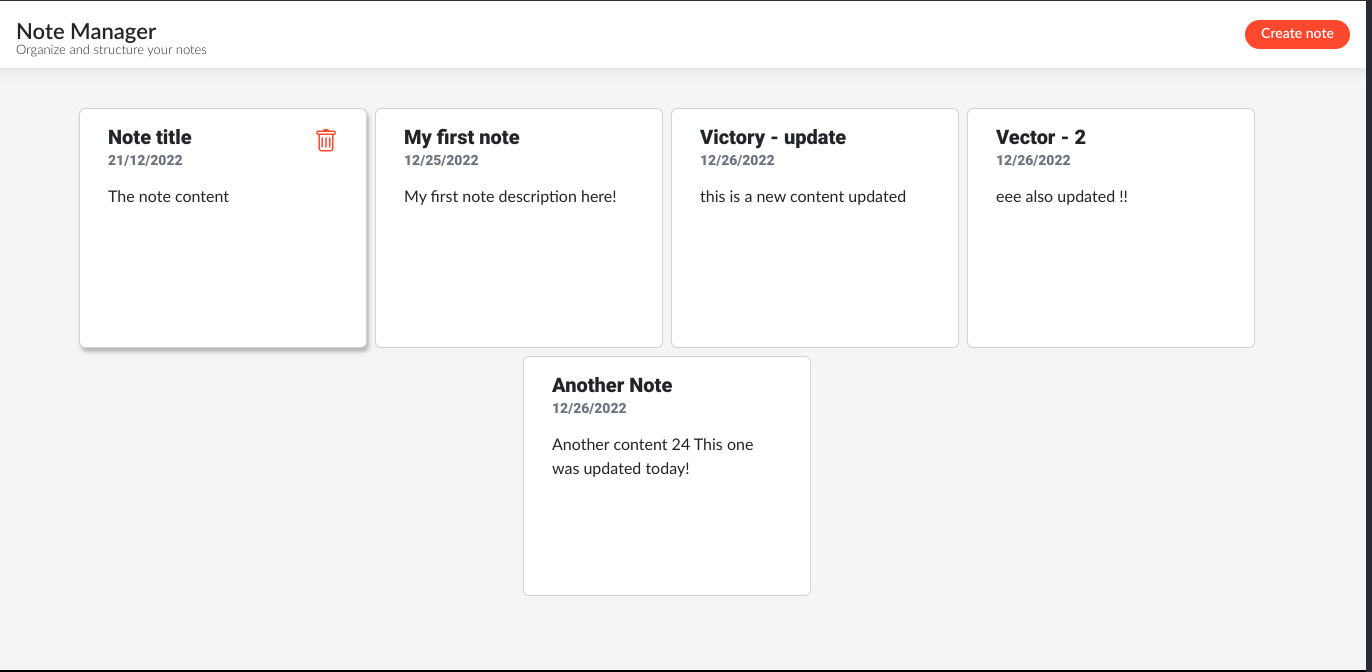 Note Manager
Organize and structure your notes
Create note
Note title
21/12/2022
The note content
My first note
12/25/2022
My first note description here!
Victory - update
12/26/2022
this is a new content updated
Vector - 2
12/26/2022
eee also updated !!
Another Note
12/26/2022
Another content 24 This one
was updated today!